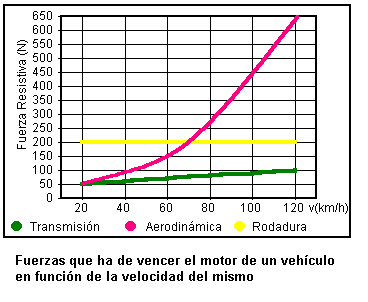 Fuerza Resistiva (N)
650
600
550
500
450
400
350
300
250
200
150
100
50
0
20 40 60 80 100 120 v(km/h)
Transmisión Aerodinámica Rodadura
Fuerzas que ha de vencer el motor de un vehículo
en función de la velocidad del mismo